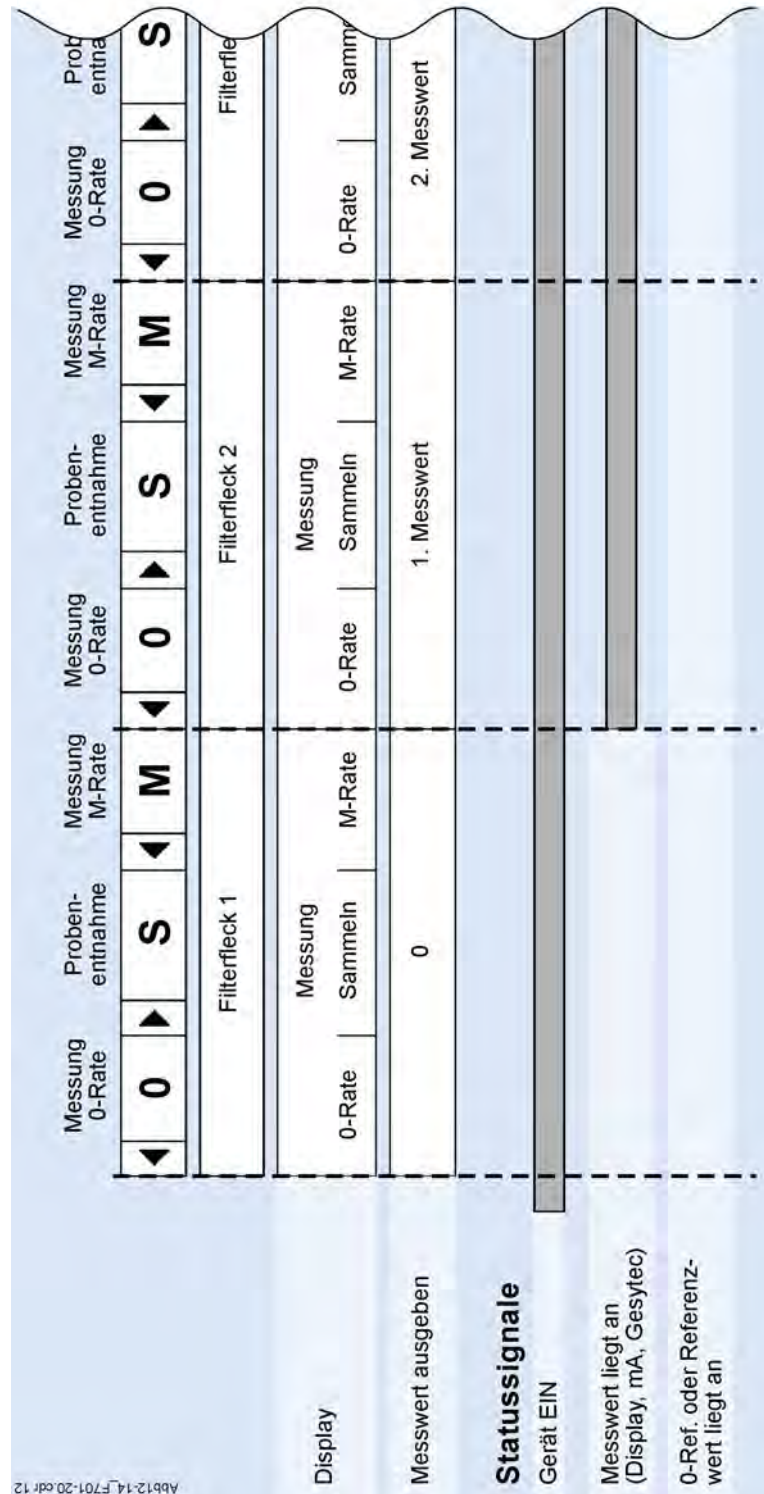 Messung
0-Rate
Proben-
entnahme
Messung
M-Rate
Messung
0-Rate
Proben-
entnahme
Messung
M-Rate
Messung
0-Rate
Prob
entna
0 S M 0 S M 0 S
Filterfleck 1
Filterfleck 2
Filterfle
Display
Messung
Messung
0-Rate Sammeln M-Rate 0-Rate Sammeln M-Rate 0-Rate Samm
Messwert ausgeben
0
1. Messwert
2. Messwert
Statussignale
Gerät EIN
Messwert liegt an
(Display, mA, Gesytec)
0-Ref. oder Referenz-
wert liegt an
Abb12-14_F701-20.cdr 12